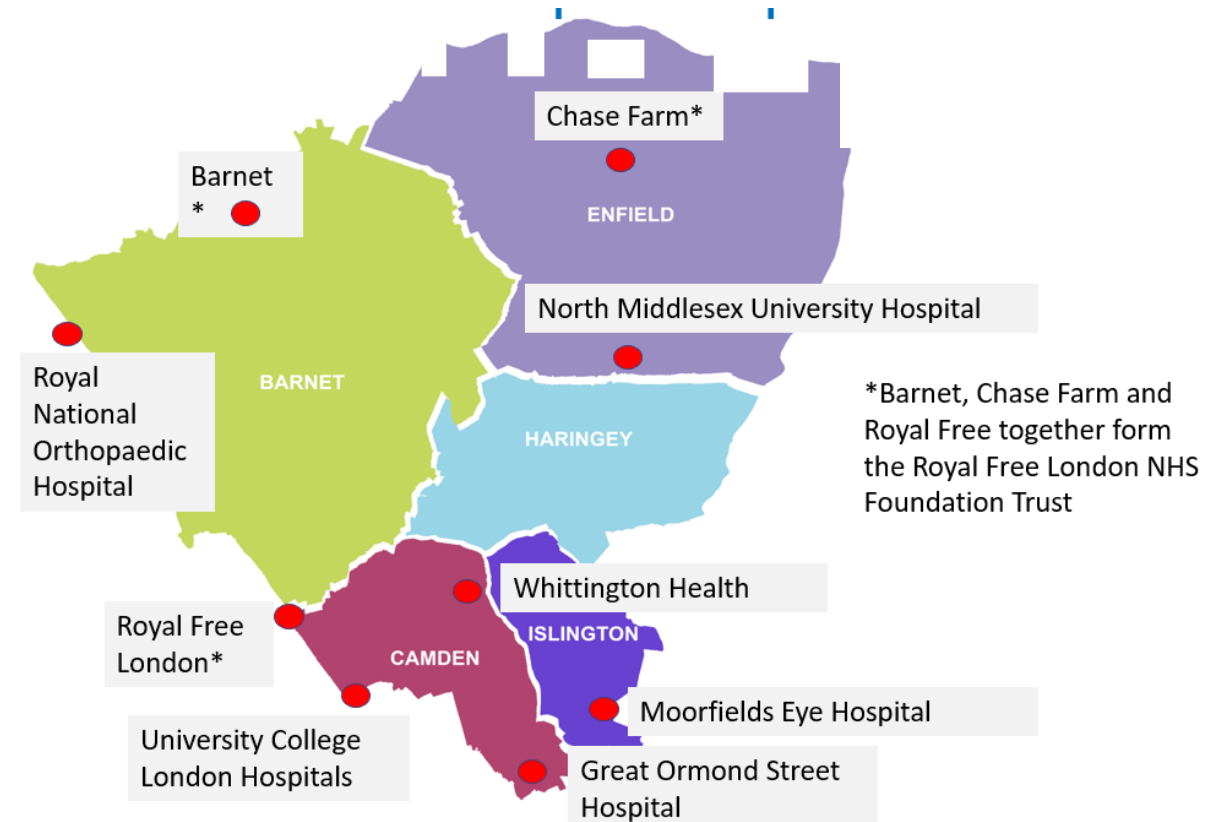 Chase Farm*
Barnet
*
ENFIELD
North Middlesex University Hospital
Royal
National
Orthopaedic
Hospital
BARNET
*Barnet, Chase Farm and
Royal Free together form
the Royal Free London NHS
Foundation Trust
HARINGEY
Whittington Health
Royal Free
London*
ISLINGTON
CAMDEN
Moorfields Eye Hospital
University College
London Hospitals
Great Ormond Street
Hospital